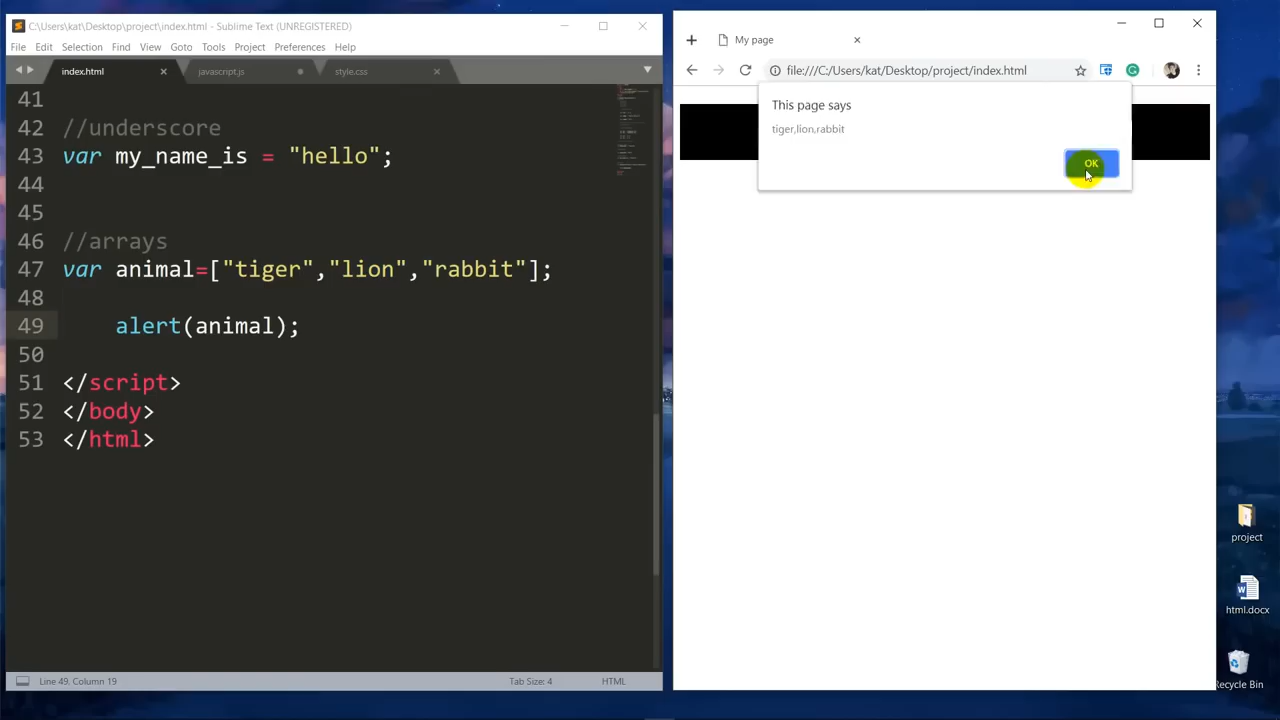 C:\Users\kat\Desktop\project\index.html - Sublime Text (UNREGISTERED)
File Edit Selection Find View Goto Tools Project Preferences Help
index.html javascript.js style.css
41
42 //underscore
43 var my_name_is = "hello";
44
45
46 //arrays
47 var animal=["tiger","lion","rabbit"];
48
49 alert(animal);
50
51 </script>
52 </body>
53 </html>
Line 49, Column 19 Tab Size: 4 HTML
My page
file:///C:/Users/kat/Desktop/project/index.html
This page says
tiger,lion,rabbit
OK
project
html.docx
Recycle Bin